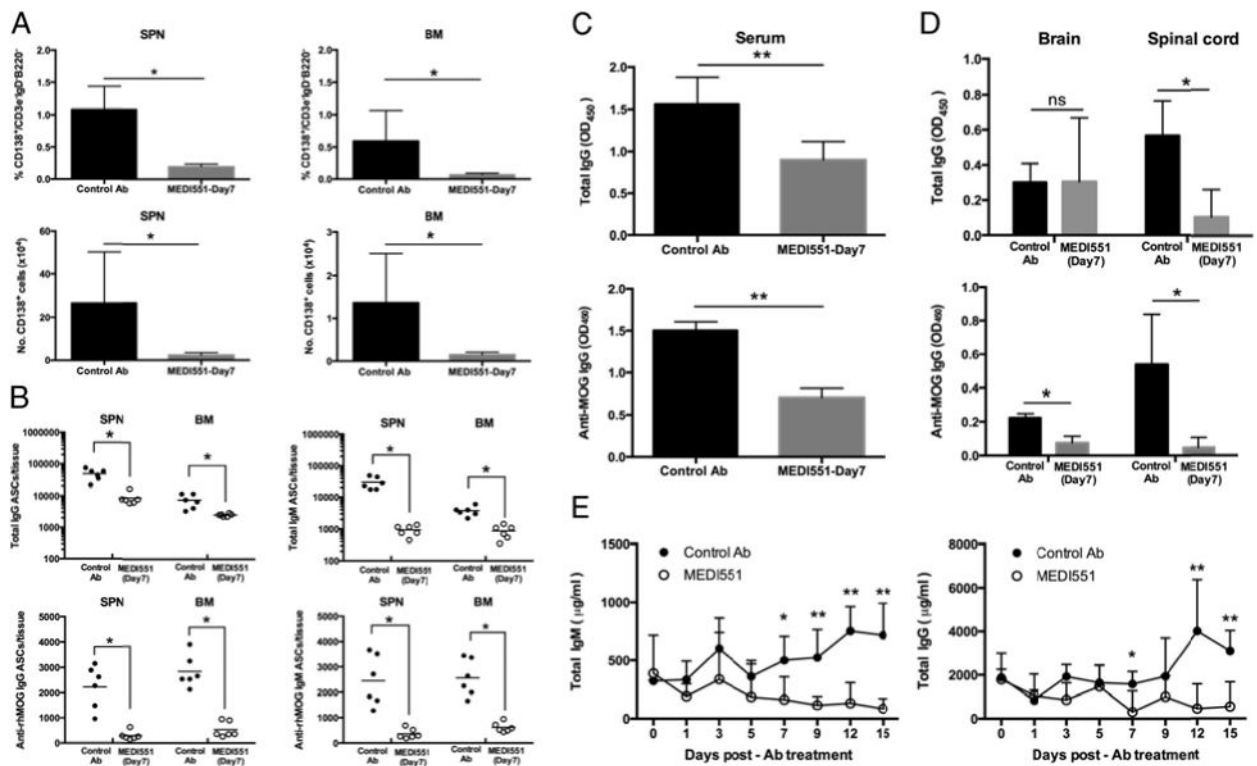 A
SPN
% CD138⁺/CD3e⁻IgD⁻B220⁻
2.0
1.5
1.0
0.5
0.0
*
Control Ab
MEDI551-Day7
BM
% CD138⁺/CD3e⁻IgD⁻B220⁻
2.0
1.5
1.0
0.5
0.0
*
Control Ab
MEDI551-Day7
SPN
No. CD138⁺ cells (x10⁴)
60
40
20
0
*
Control Ab
MEDI551-Day7
BM
No. CD138⁺ cells (x10⁴)
3
2
1
0
*
Control Ab
MEDI551-Day7
B
SPN
BM
Total IgG ASCs/tissue
1000000
100000
10000
1000
100
*
*
Control
Ab
MEDI551
(Day7)
Control
Ab
MEDI551
(Day7)
SPN
BM
Total IgM ASCs/tissue
1000000
100000
10000
1000
100
*
*
Control
Ab
MEDI551
(Day7)
Control
Ab
MEDI551
(Day7)
SPN
BM
Anti-rhMOG IgG ASCs/tissue
5000
4000
3000
2000
1000
0
*
*
Control
Ab
MEDI551
(Day7)
Control
Ab
MEDI551
(Day7)
SPN
BM
Anti-rhMOG IgM ASCs/tissue
5000
4000
3000
2000
1000
0
*
*
Control
Ab
MEDI551
(Day7)
Control
Ab
MEDI551
(Day7)
C
Serum
Total IgG (OD₄₅₀)
2.0
1.5
1.0
0.5
0.0
**
Control Ab
MEDI551-Day7
Anti-MOG IgG (OD₄₅₀)
2.0
1.5
1.0
0.5
0.0
**
Control Ab
MEDI551-Day7
D
Brain
Spinal cord
Total IgG (OD₄₅₀)
1.0
0.8
0.6
0.4
0.2
0.0
ns
*
Control
Ab
MEDI551
(Day7)
Control
Ab
MEDI551
(Day7)
Anti-MOG IgG (OD₄₅₀)
1.0
0.8
0.6
0.4
0.2
0.0
*
*
Control
Ab
MEDI551
(Day7)
Control
Ab
MEDI551
(Day7)
E
Control Ab
MEDI551
Total IgM (µg/ml)
1500
1000
500
0
*
**
**
**
0 1 3 5 7 9 12 15
Days post - Ab treatment
Control Ab
MEDI551
Total IgG (µg/ml)
8000
6000
4000
2000
0
*
**
**
0 1 3 5 7 9 12 15
Days post - Ab treatment